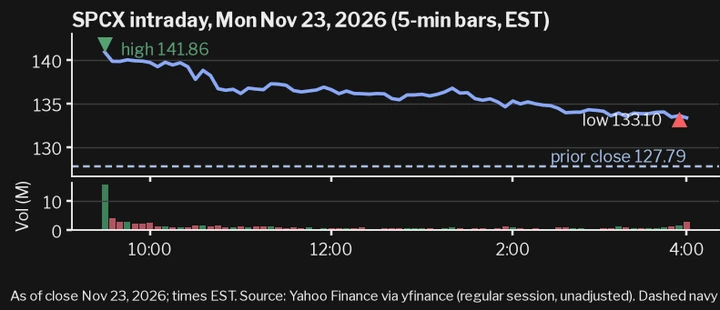 SPCX intraday, Mon Nov 23, 2026 (5-min bars, EST)
high 141.86
140
135
low 133.10
130
prior close 127.79
Vol (M)
10
0
10:00 12:00 2:00 4:00
As of close Nov 23, 2026; times EST. Source: Yahoo Finance via yfinance (regular session, unadjusted). Dashed navy